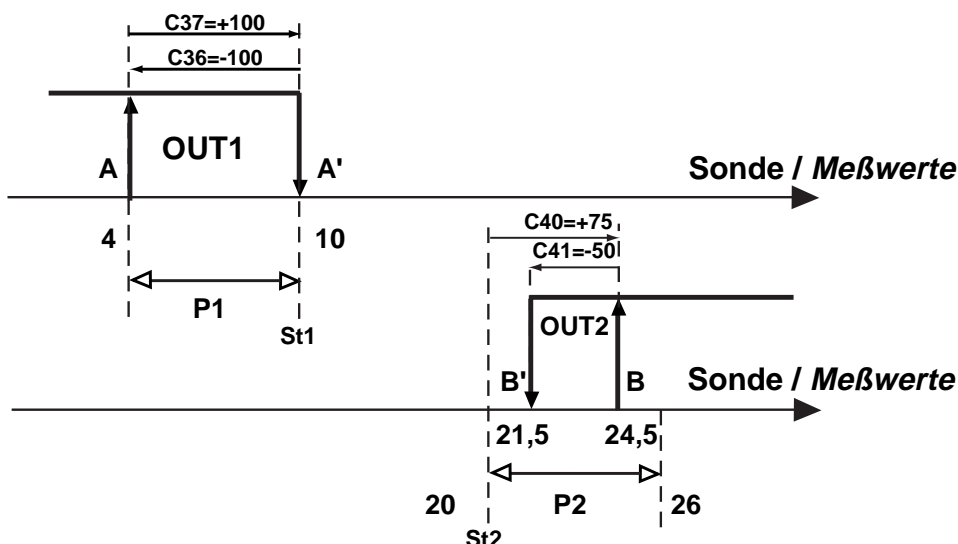 C37=+100
C36=-100
OUT1
A
A'
Sonde / Meßwerte
4
10
C40=+75
C41=-50
P1
St1
OUT2
B'
B
Sonde / Meßwerte
21,5
24,5
20
P2
26
St2